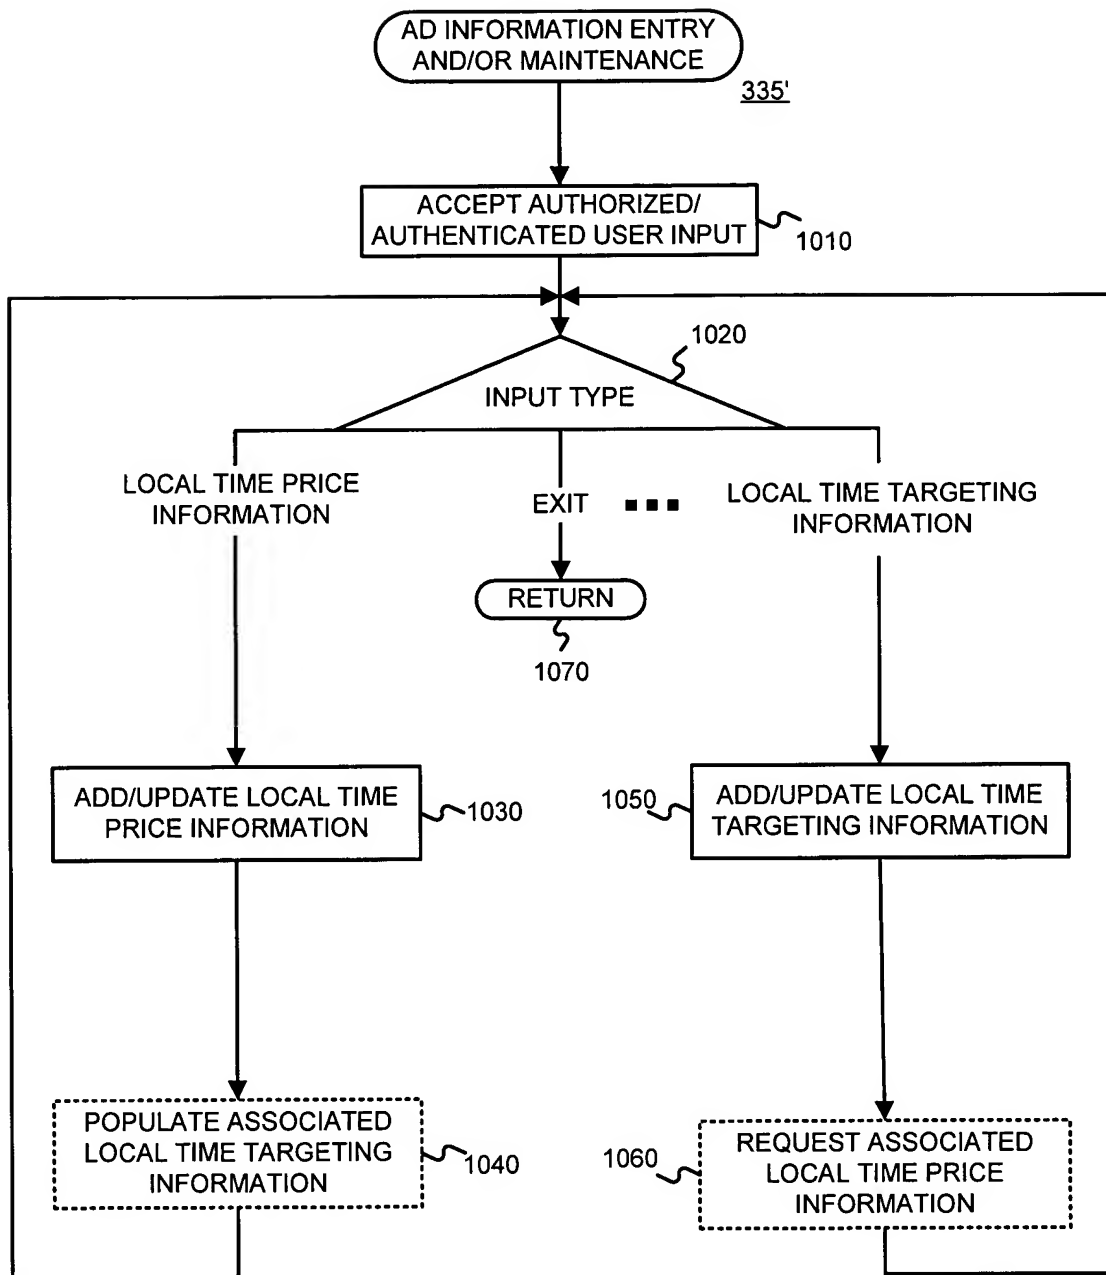 AD INFORMATION ENTRY
AND/OR MAINTENANCE
335'
ACCEPT AUTHORIZED/
AUTHENTICATED USER INPUT
1010
1020
INPUT TYPE
LOCAL TIME PRICE
INFORMATION
EXIT
LOCAL TIME TARGETING
INFORMATION
RETURN
1070
ADD/UPDATE LOCAL TIME
PRICE INFORMATION
1030
1050
ADD/UPDATE LOCAL TIME
TARGETING INFORMATION
POPULATE ASSOCIATED
LOCAL TIME TARGETING
INFORMATION
1040
1060
REQUEST ASSOCIATED
LOCAL TIME PRICE
INFORMATION